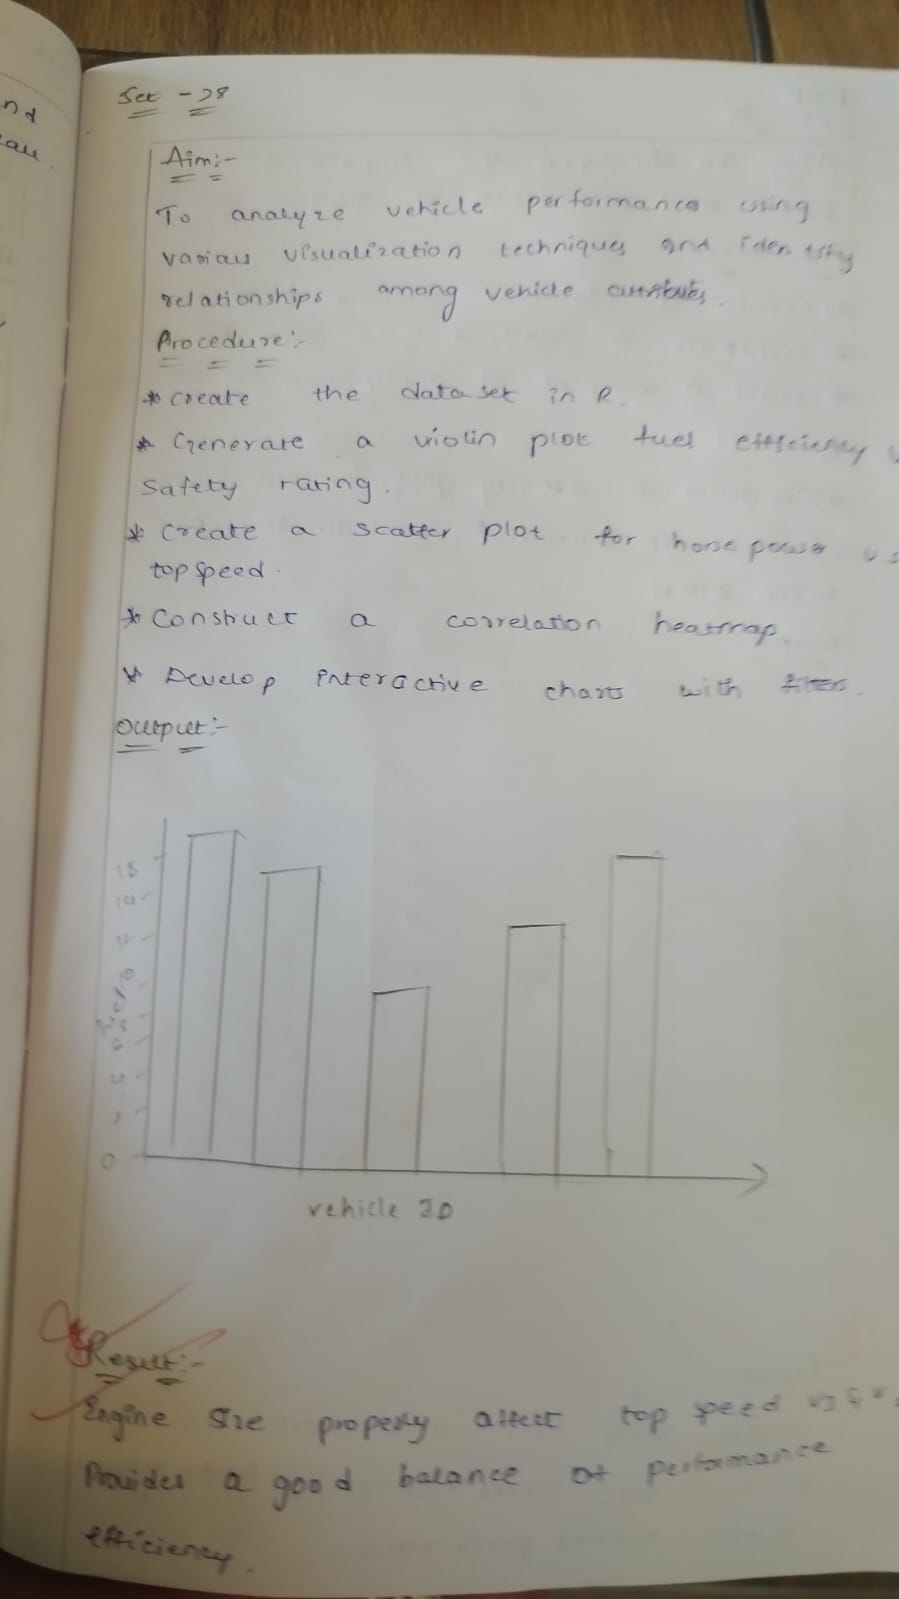 nd
Set - 28
Aim:-
To analyze vehicle performance using
various visualization techniques and identify
relationships among vehicle attributes.
Procedure:-
* Create the data set in R.
* Generate a violin plot fuel efficiency v
Safety rating.
* Create a scatter plot for horse power vs
top speed.
* Construct a correlation heatmap.
* Develop interactive charts with filters.
Output:-
0
vehicle ID
Result:-
Engine size properly affect top speed
Provides a good balance of performance
efficiency.